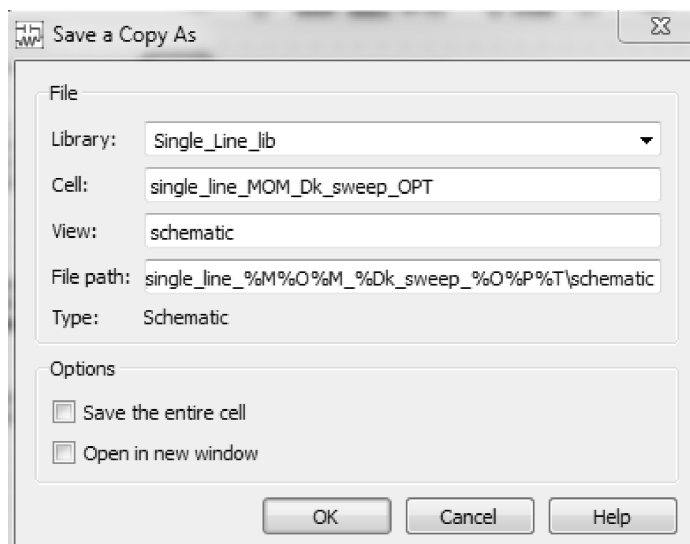 Save a Copy As
File
Library: Single_Line_lib
Cell: single_line_MOM_Dk_sweep_OPT
View: schematic
File path: single_line_%M%O%M_%Dk_sweep_%O%P%T\schematic
Type: Schematic
Options
Save the entire cell
Open in new window
OK Cancel Help